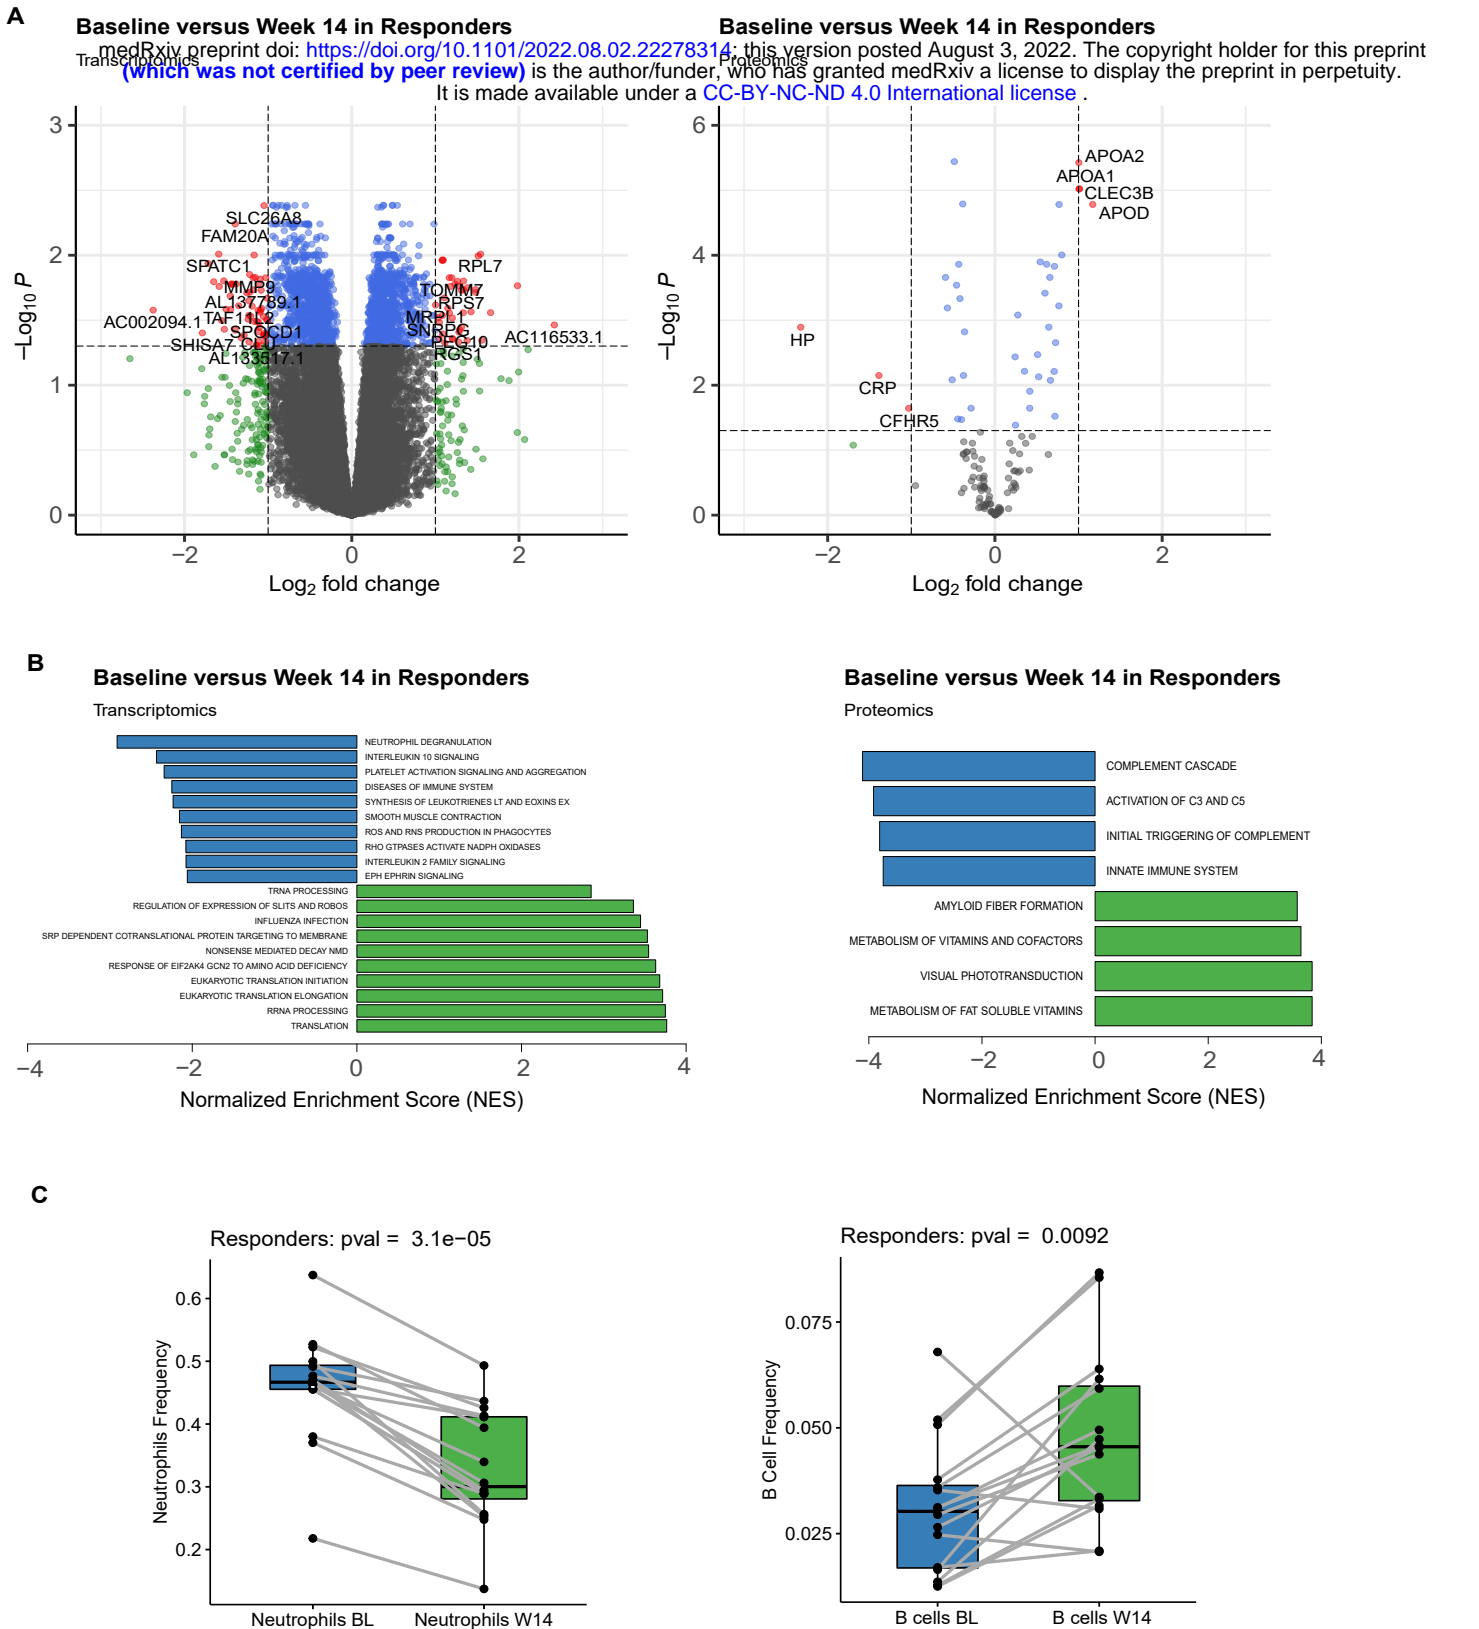 A
Baseline versus Week 14 in Responders
Baseline versus Week 14 in Responders
medRxiv preprint doi: https://doi.org/10.1101/2022.08.02.22278314; this version posted August 3, 2022. The copyright holder for this preprint
Transcriptomics
Proteomics
(which was not certified by peer review) is the author/funder, who has granted medRxiv a license to display the preprint in perpetuity.
It is made available under a CC-BY-NC-ND 4.0 International license .
3
2
1
0
−Log10 P
SLC26A8
FAM20A
SPATC1
MMP9
AL137789.1
AC002094.1
TAF11L2
SPOCD1
SHISA7
CLU
AL133517.1
RPL7
TOMM7
RPS7
MRPL1
SNRPG
PEG10
RGS1
AC116533.1
−2
0
2
Log2 fold change
6
4
2
0
−Log10 P
APOA2
APOA1
CLEC3B
APOD
HP
CRP
CFHR5
−2
0
2
Log2 fold change
B
Baseline versus Week 14 in Responders
Transcriptomics
NEUTROPHIL DEGRANULATION
INTERLEUKIN 10 SIGNALING
PLATELET ACTIVATION SIGNALING AND AGGREGATION
DISEASES OF IMMUNE SYSTEM
SYNTHESIS OF LEUKOTRIENES LT AND EOXINS EX
SMOOTH MUSCLE CONTRACTION
ROS AND RNS PRODUCTION IN PHAGOCYTES
RHO GTPASES ACTIVATE NADPH OXIDASES
INTERLEUKIN 2 FAMILY SIGNALING
EPH EPHRIN SIGNALING
TRNA PROCESSING
REGULATION OF EXPRESSION OF SLITS AND ROBOS
INFLUENZA INFECTION
SRP DEPENDENT COTRANSLATIONAL PROTEIN TARGETING TO MEMBRANE
NONSENSE MEDIATED DECAY NMD
RESPONSE OF EIF2AK4 GCN2 TO AMINO ACID DEFICIENCY
EUKARYOTIC TRANSLATION INITIATION
EUKARYOTIC TRANSLATION ELONGATION
RRNA PROCESSING
TRANSLATION
−4
−2
0
2
4
Normalized Enrichment Score (NES)
Baseline versus Week 14 in Responders
Proteomics
COMPLEMENT CASCADE
ACTIVATION OF C3 AND C5
INITIAL TRIGGERING OF COMPLEMENT
INNATE IMMUNE SYSTEM
AMYLOID FIBER FORMATION
METABOLISM OF VITAMINS AND COFACTORS
VISUAL PHOTOTRANSDUCTION
METABOLISM OF FAT SOLUBLE VITAMINS
−4
−2
0
2
4
Normalized Enrichment Score (NES)
C
Responders: pval = 3.1e−05
0.6
0.5
0.4
0.3
0.2
Neutrophils Frequency
Neutrophils BL
Neutrophils W14
Responders: pval = 0.0092
0.075
0.050
0.025
B Cell Frequency
B cells BL
B cells W14